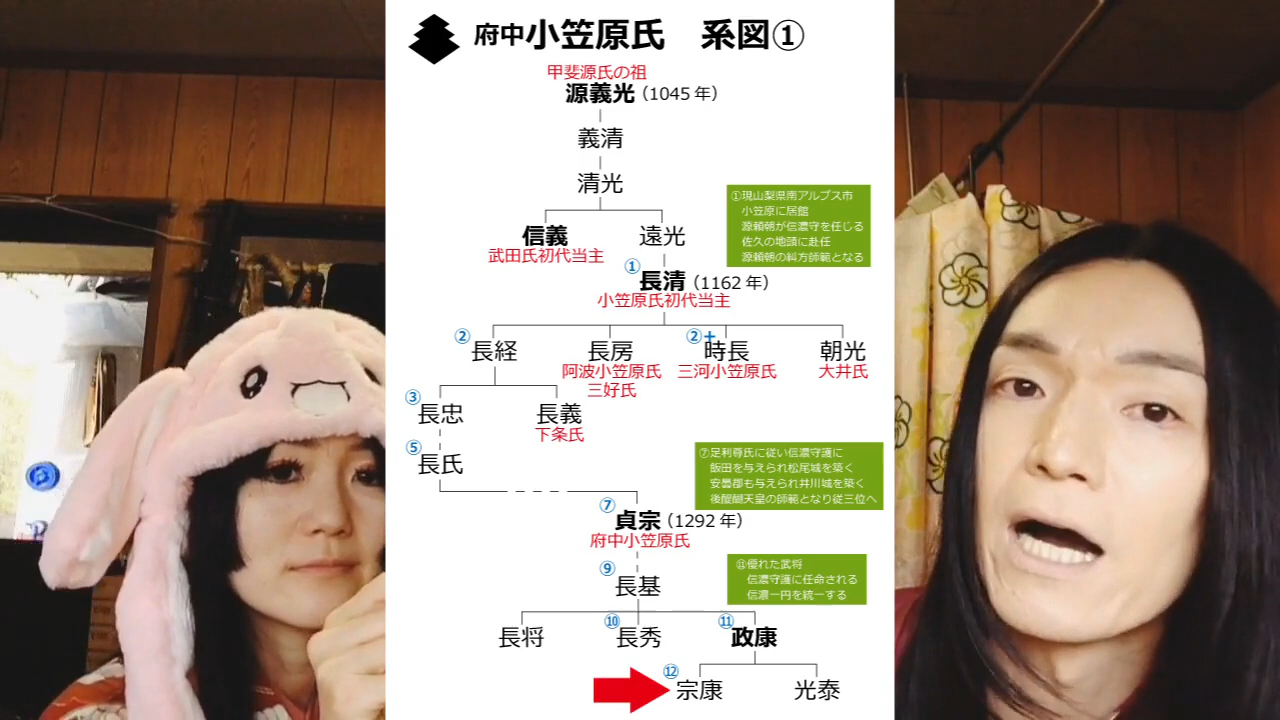 府中小笠原氏 系図①
甲斐源氏の祖
源義光(1045年)
義清
清光
信義 遠光
武田氏初代当主
①長清(1162年)
小笠原氏初代当主
①現山梨県南アルプス市
小笠原に居館
源頼朝が信濃守を任じる
佐久の地頭に赴任
源頼朝の糾方師範となる
②長経 長房 ②+時長 朝光
阿波小笠原氏 三河小笠原氏 大井氏
三好氏
③長忠 長義
下条氏
⑤長氏
⑦足利尊氏に従い信濃守護に
飯田を与えられ松尾城を築く
安曇郡も与えられ井川城を築く
後醍醐天皇の師範となり従三位へ
⑦貞宗(1292年)
府中小笠原氏
⑨長基
⑪優れた武将
信濃守護に任命される
信濃一円を統一する
長将 ⑩長秀 ⑪政康
⑫宗康 光泰